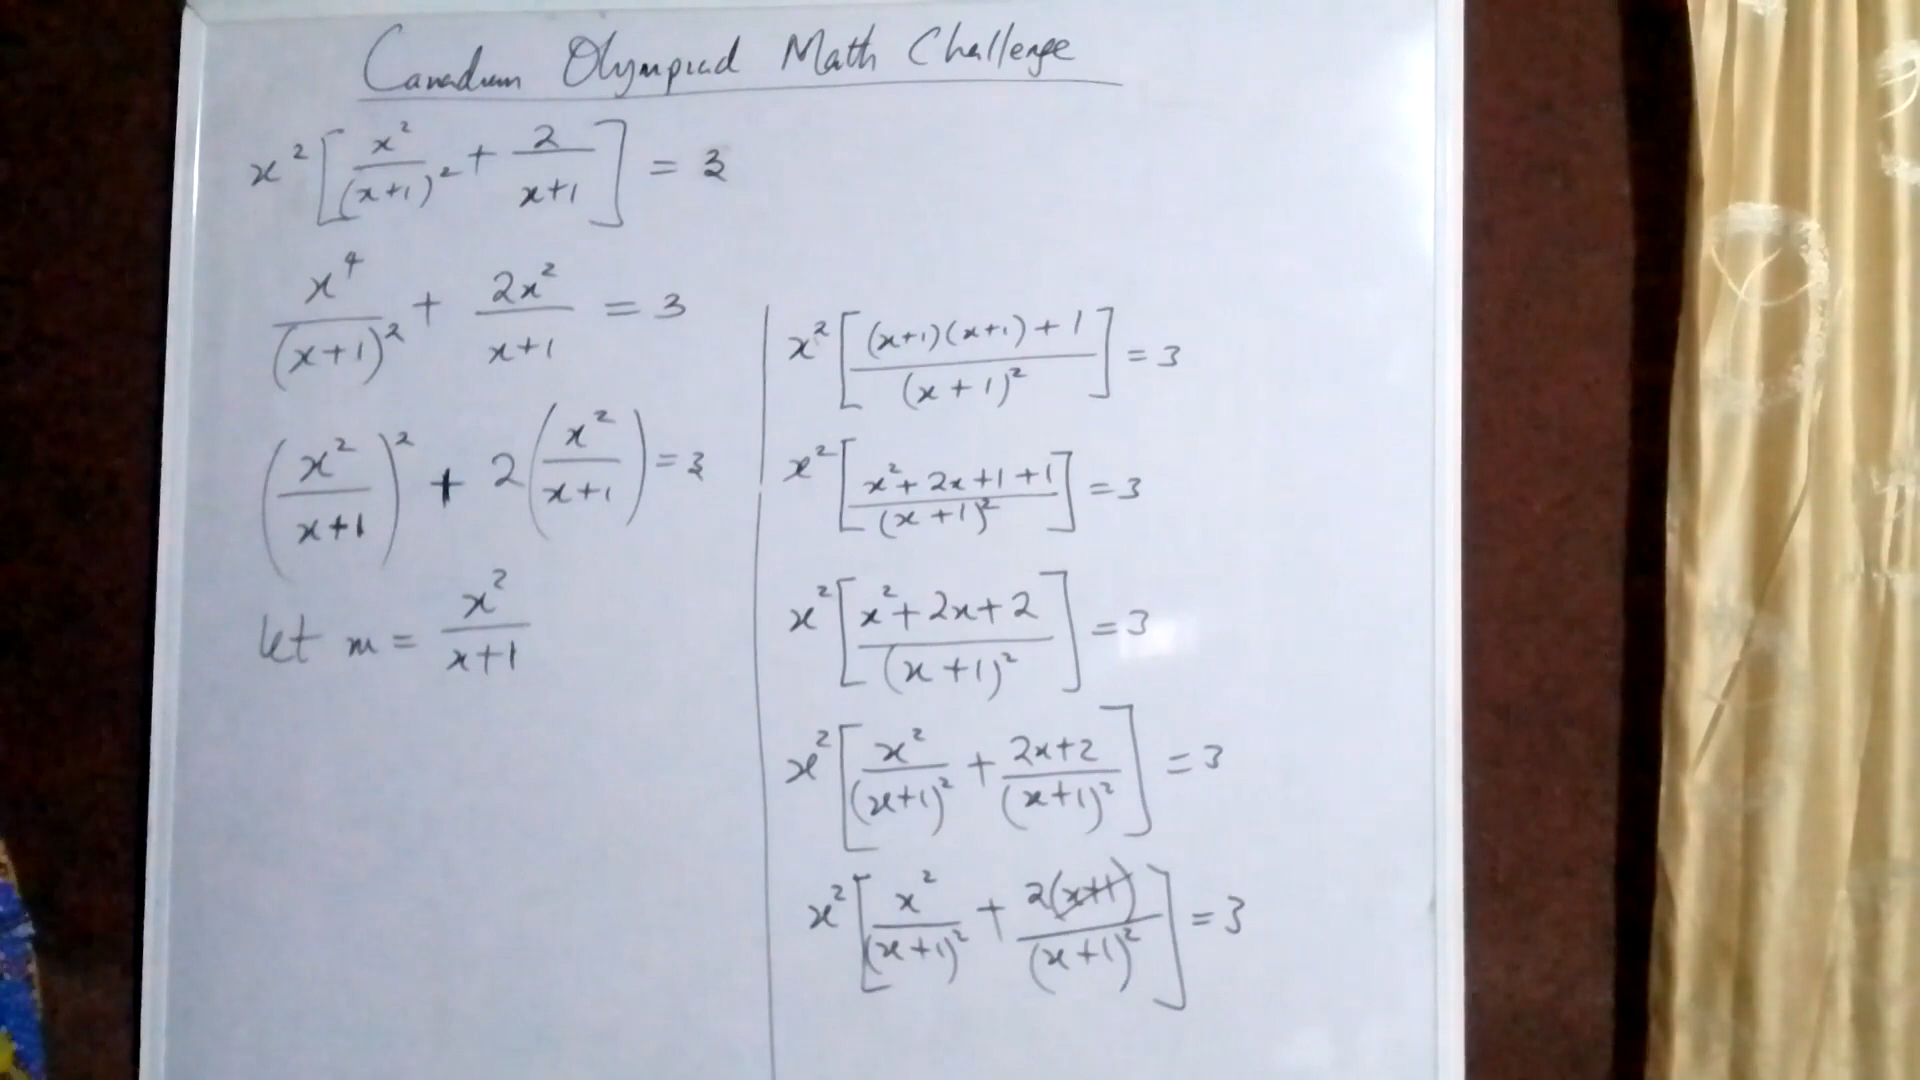 Canadian Olympiad Math Challenge
x²[x²/(x+1)² + 2/(x+1)] = 3
x⁴/(x+1)² + 2x²/(x+1) = 3
(x²/(x+1))² + 2(x²/(x+1)) = 3
let m = x²/(x+1)
x²[((x+1)(x+1)+1)/(x+1)²] = 3
x²[(x²+2x+1+1)/(x+1)²] = 3
x²[(x²+2x+2)/(x+1)²] = 3
x²[x²/(x+1)² + (2x+2)/(x+1)²] = 3
x²[x²/(x+1)² + 2(x+1)/(x+1)²] = 3